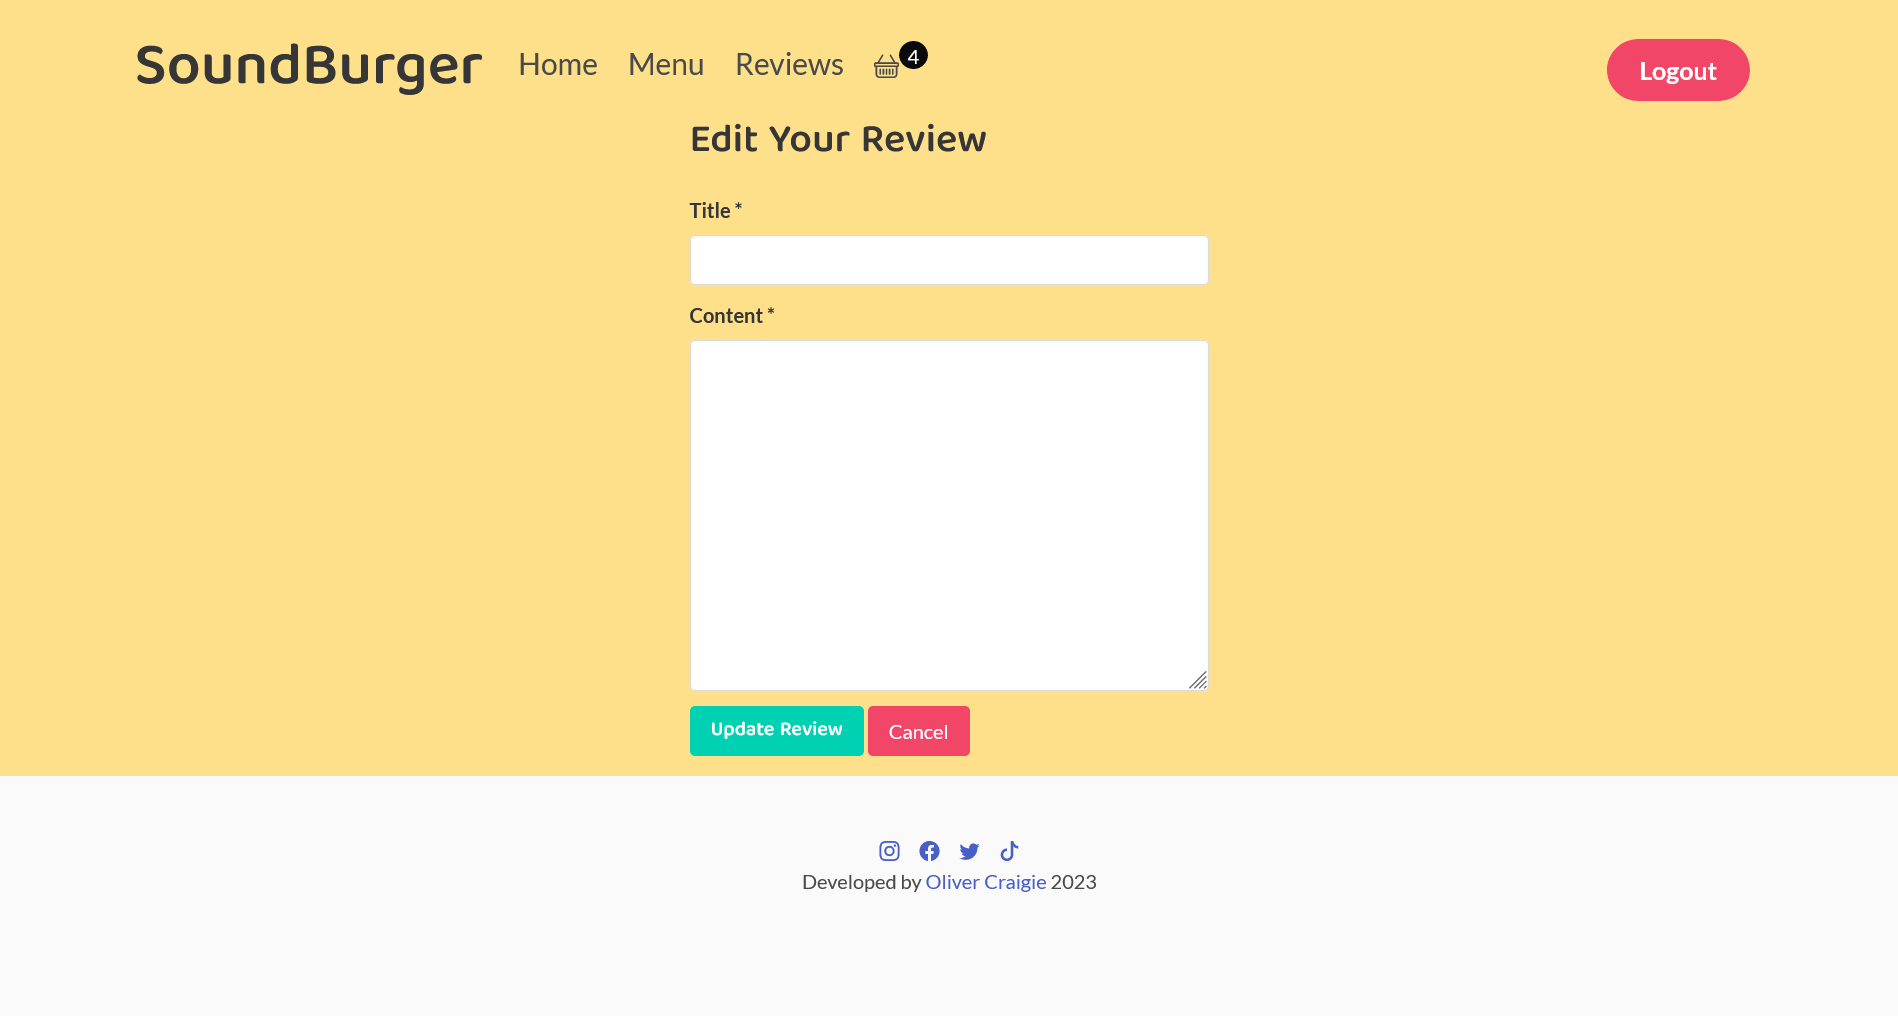 SoundBurger Home Menu Reviews 4 Logout
Edit Your Review
Title *
Content *
Update Review Cancel
Developed by Oliver Craigie 2023